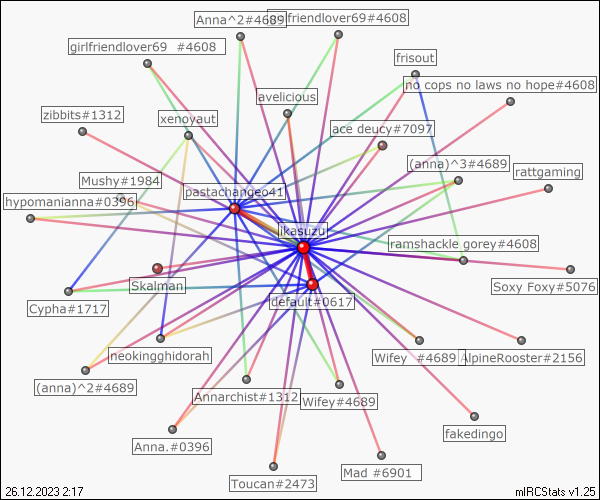 Anna^2#4689
girlfriendlover69 #4608
girlfriendlover69  #4608
frisout
no cops no laws no hope#4608
avelicious
zibbits#1312
xenoyaut
ace deucy#7097
(anna)^3#4689
rattgaming
Mushy#1984
pastachangeo41
hypomanianna#0396
likasuzu
ramshackle gorey#4608
Skalman
Soxy Foxy#5076
default#0617
Cypha#1717
neokingghidorah
Wifey  #4689
AlpineRooster#2156
(anna)^2#4689
Annarchist#1312
Wifey#4689
fakedingo
Anna.#0396
Mad #6901
Toucan#2473
26.12.2023 2:17
mIRCStats v1.25